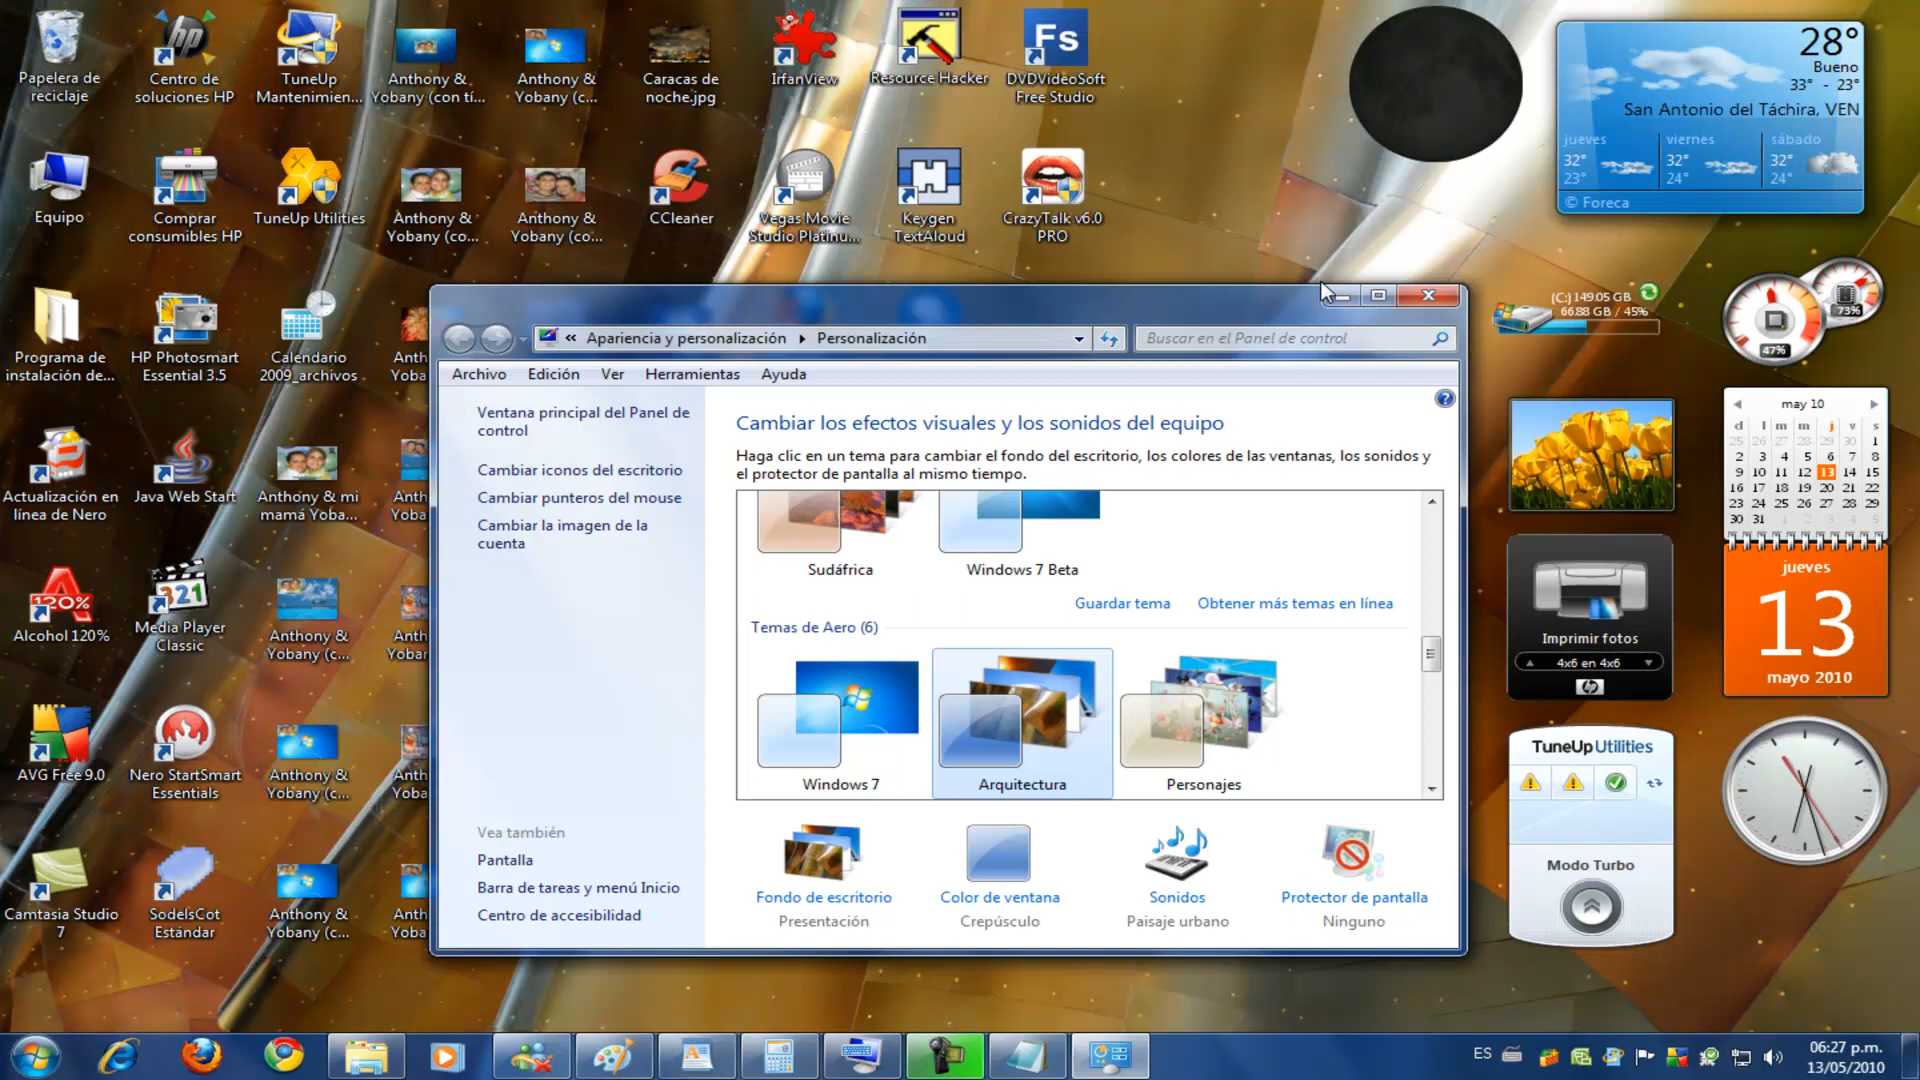 Papelera de
reciclaje
Centro de
soluciones HP
TuneUp
Mantenimien...
Anthony &
Yobany (con tí...
Anthony &
Yobany (c...
Caracas de
noche.jpg
IrfanView
Resource Hacker
Fs
DVDVideoSoft
Free Studio
28°
Bueno
33° - 23°
San Antonio del Táchira, VEN
jueves
32°
23°
viernes
32°
24°
sábado
32°
24°
© Foreca
Equipo
Comprar
consumibles HP
TuneUp Utilities
Anthony &
Yobany (co...
Anthony &
Yobany (co...
CCleaner
Vegas Movie
Studio Platinu...
Keygen
TextAloud
CrazyTalk v6.0
PRO
(C:) 149.05 GB
66.88 GB / 45%
73%
47%
Programa de
instalación de...
HP Photosmart
Essential 3.5
Calendario
2009_archivos
Anth
Yoba
« Apariencia y personalización ▸ Personalización
Buscar en el Panel de control
Archivo Edición Ver Herramientas Ayuda
Ventana principal del Panel de
control
Cambiar iconos del escritorio
Cambiar punteros del mouse
Cambiar la imagen de la
cuenta
Cambiar los efectos visuales y los sonidos del equipo
Haga clic en un tema para cambiar el fondo del escritorio, los colores de las ventanas, los sonidos y
el protector de pantalla al mismo tiempo.
Sudáfrica
Windows 7 Beta
Guardar tema
Obtener más temas en línea
Temas de Aero (6)
Windows 7
Arquitectura
Personajes
Fondo de escritorio
Presentación
Color de ventana
Crepúsculo
Sonidos
Paisaje urbano
Protector de pantalla
Ninguno
Vea también
Pantalla
Barra de tareas y menú Inicio
Centro de accesibilidad
may 10
d l m m j v s
25 26 27 28 29 30 1
2 3 4 5 6 7 8
9 10 11 12 13 14 15
16 17 18 19 20 21 22
23 24 25 26 27 28 29
30 31 1 2 3 4 5
jueves
13
mayo 2010
Imprimir fotos
4x6 en 4x6
hp
TuneUp Utilities
Modo Turbo
Actualización en
línea de Nero
Java Web Start
Anthony & mi
mamá Yoba...
Anth
Yoba
120%
Alcohol 120%
321
Media Player
Classic
Anthony &
Yobany (c...
Anth
Yobar
AVG Free 9.0
Nero StartSmart
Essentials
Anthony &
Yobany (c...
Anth
Yoba
Camtasia Studio
7
SodelsCot
Estándar
Anthony &
Yobany (c...
Anth
Yoba
ES
06:27 p.m.
13/05/2010